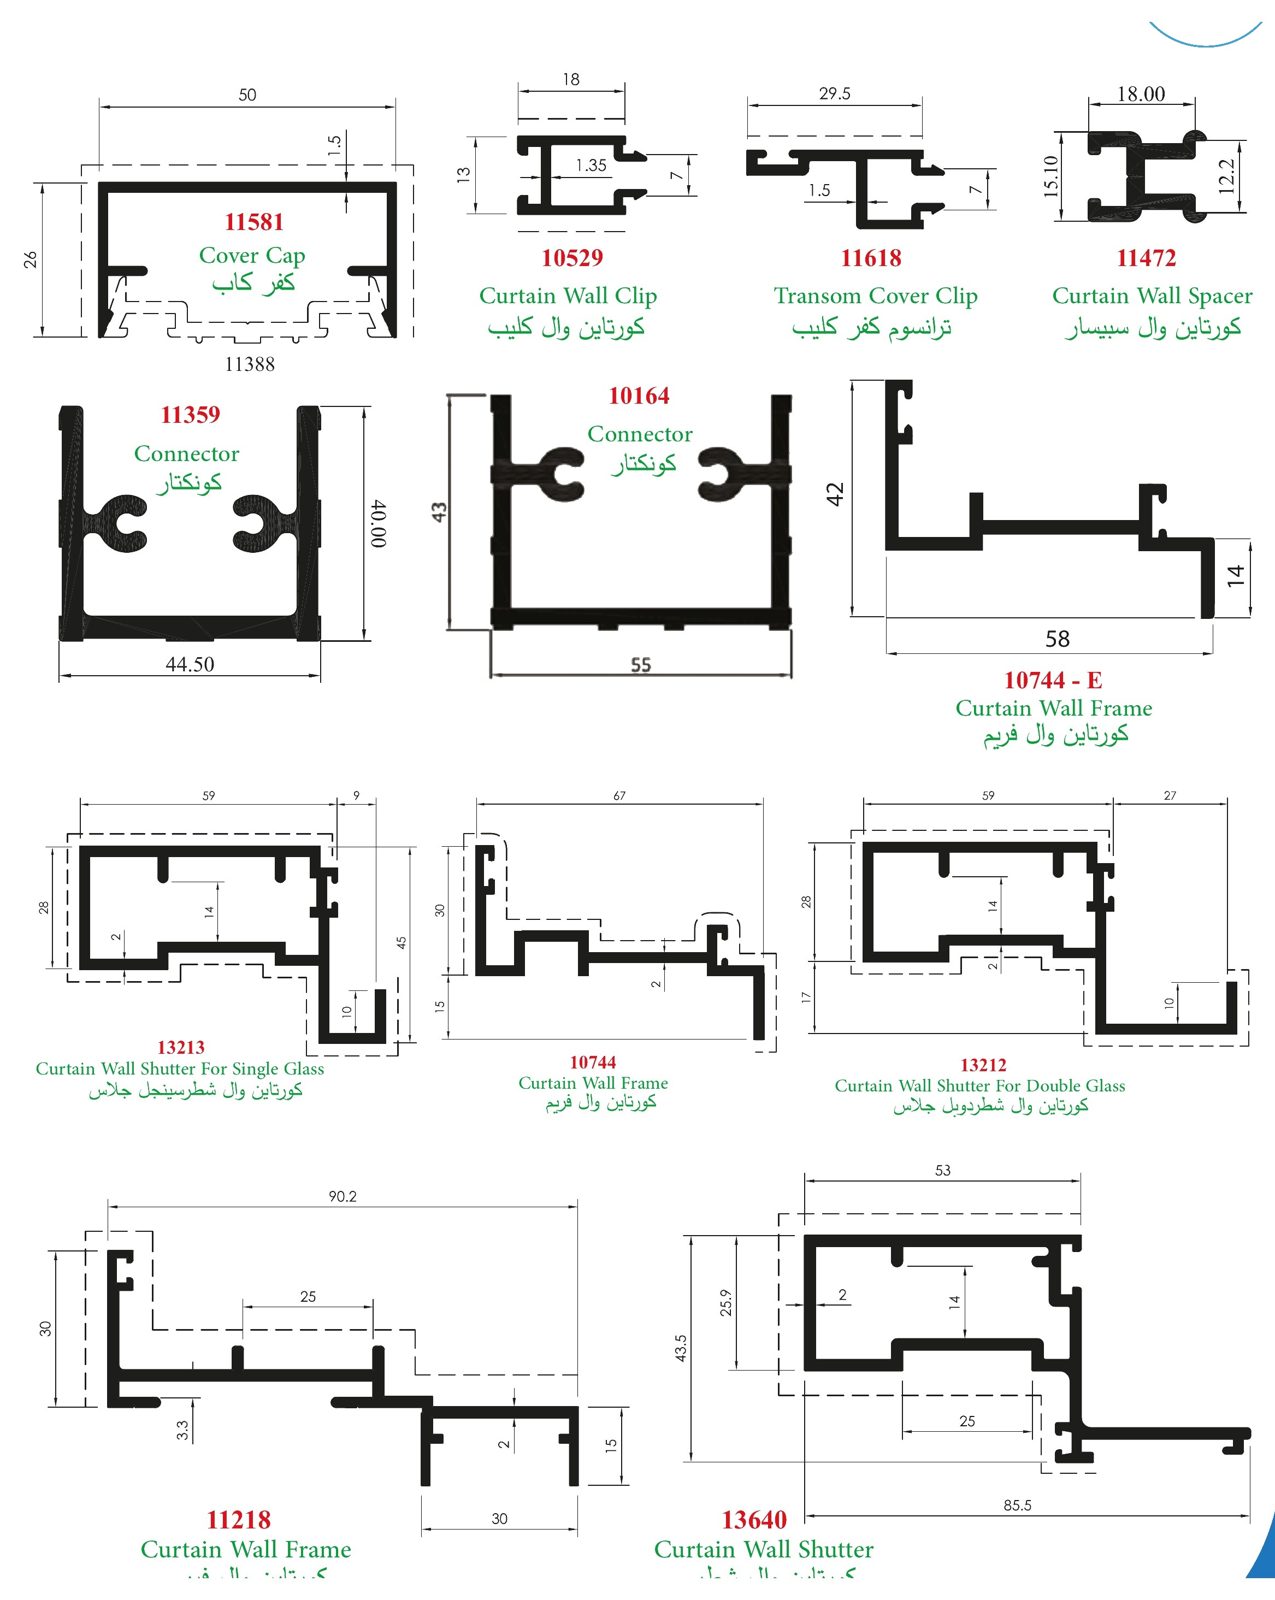 50
1.5
26
11581
Cover Cap
كفر كاب
11388
18
13
1.35
7
10529
Curtain Wall Clip
كورتاين وال كليب
29.5
1.5
7
11618
Transom Cover Clip
ترانسوم كفر كليب
18.00
15.10
12.2
11472
Curtain Wall Spacer
كورتاين وال سبيسار
11359
Connector
كونكتار
40.00
44.50
10164
Connector
كونكتار
43
55
42
14
58
10744 - E
Curtain Wall Frame
كورتاين وال فريم
59
9
28
2
14
45
10
13213
Curtain Wall Shutter For Single Glass
كورتاين وال شطرسينجل جلاس
67
30
15
2
10744
Curtain Wall Frame
كورتاين وال فريم
59
27
28
14
2
17
10
13212
Curtain Wall Shutter For Double Glass
كورتاين وال شطردوبل جلاس
90.2
30
25
3.3
2
15
30
11218
Curtain Wall Frame
53
43.5
25.9
2
14
25
85.5
13640
Curtain Wall Shutter